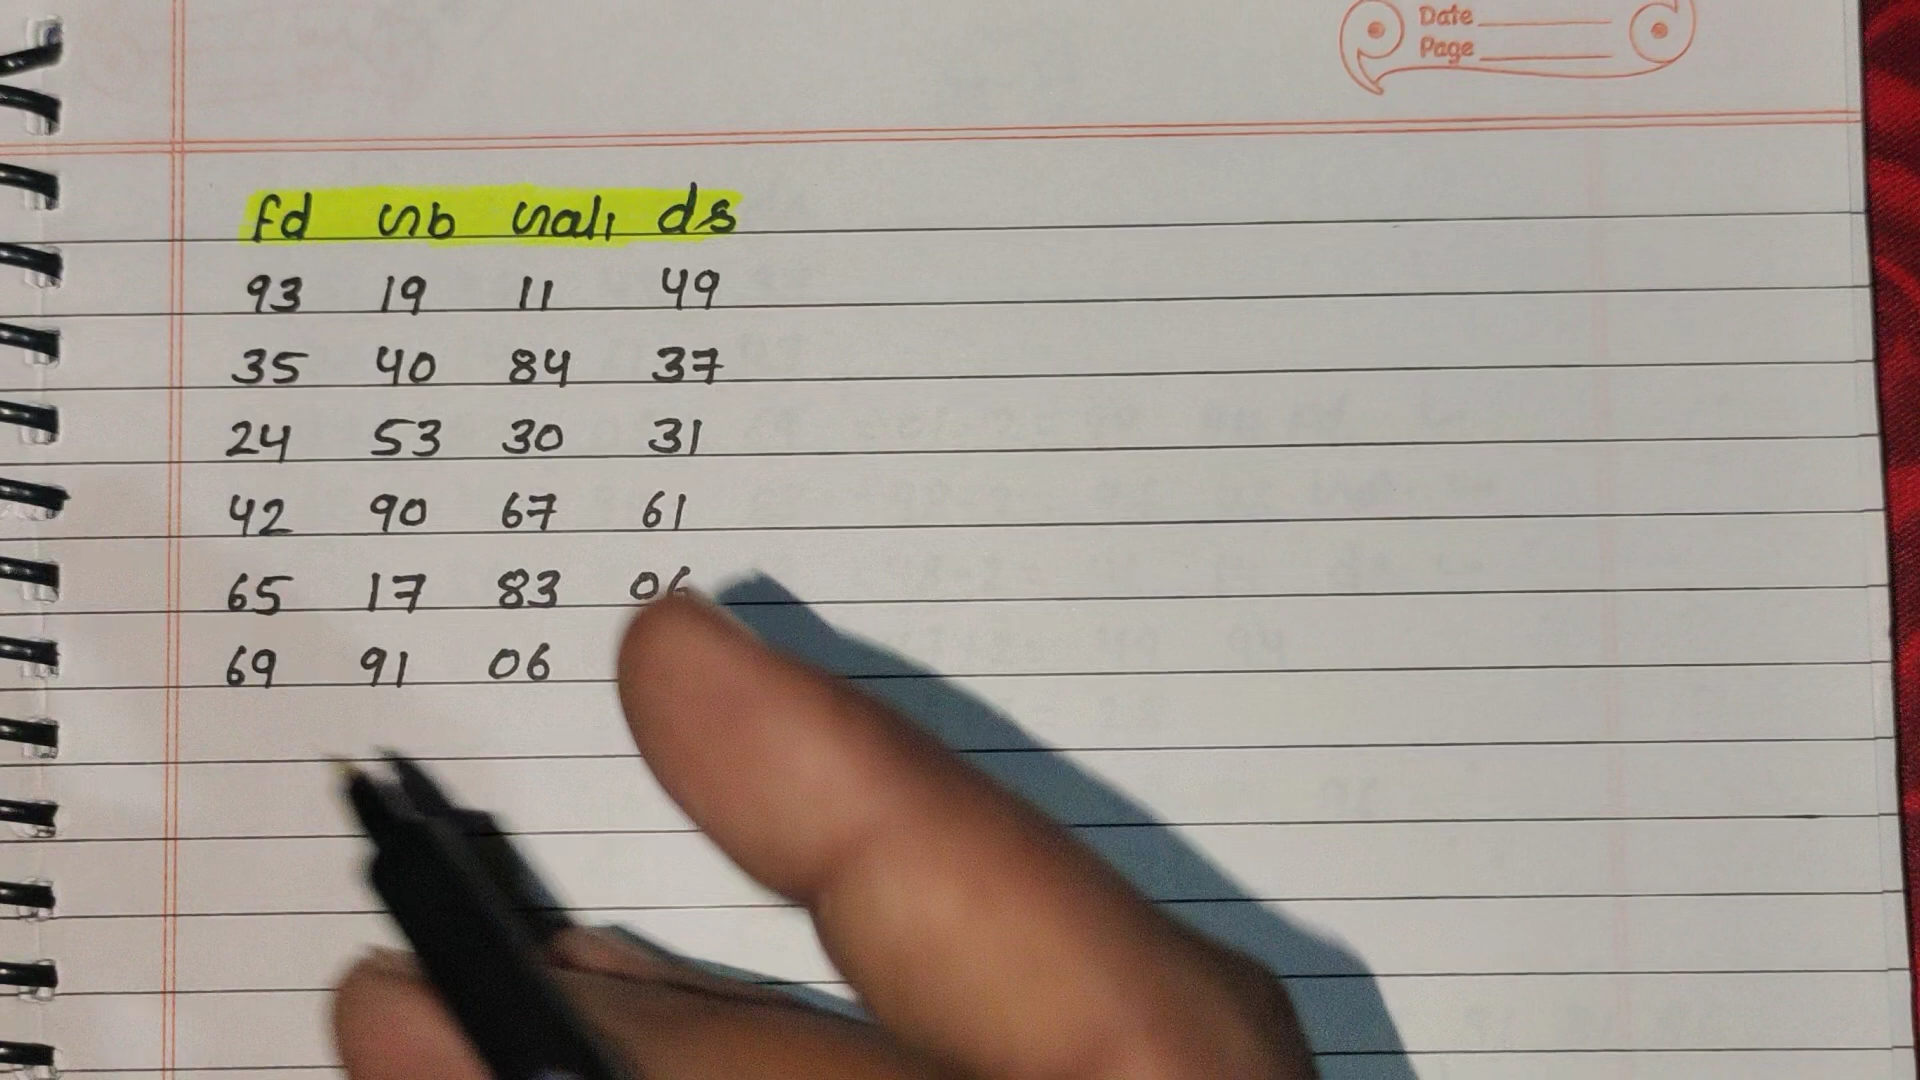 Date
Page
fd gb gali ds
93 19 11 49
35 40 84 37
24 53 30 31
42 90 67 61
65 17 83 06
69 91 06